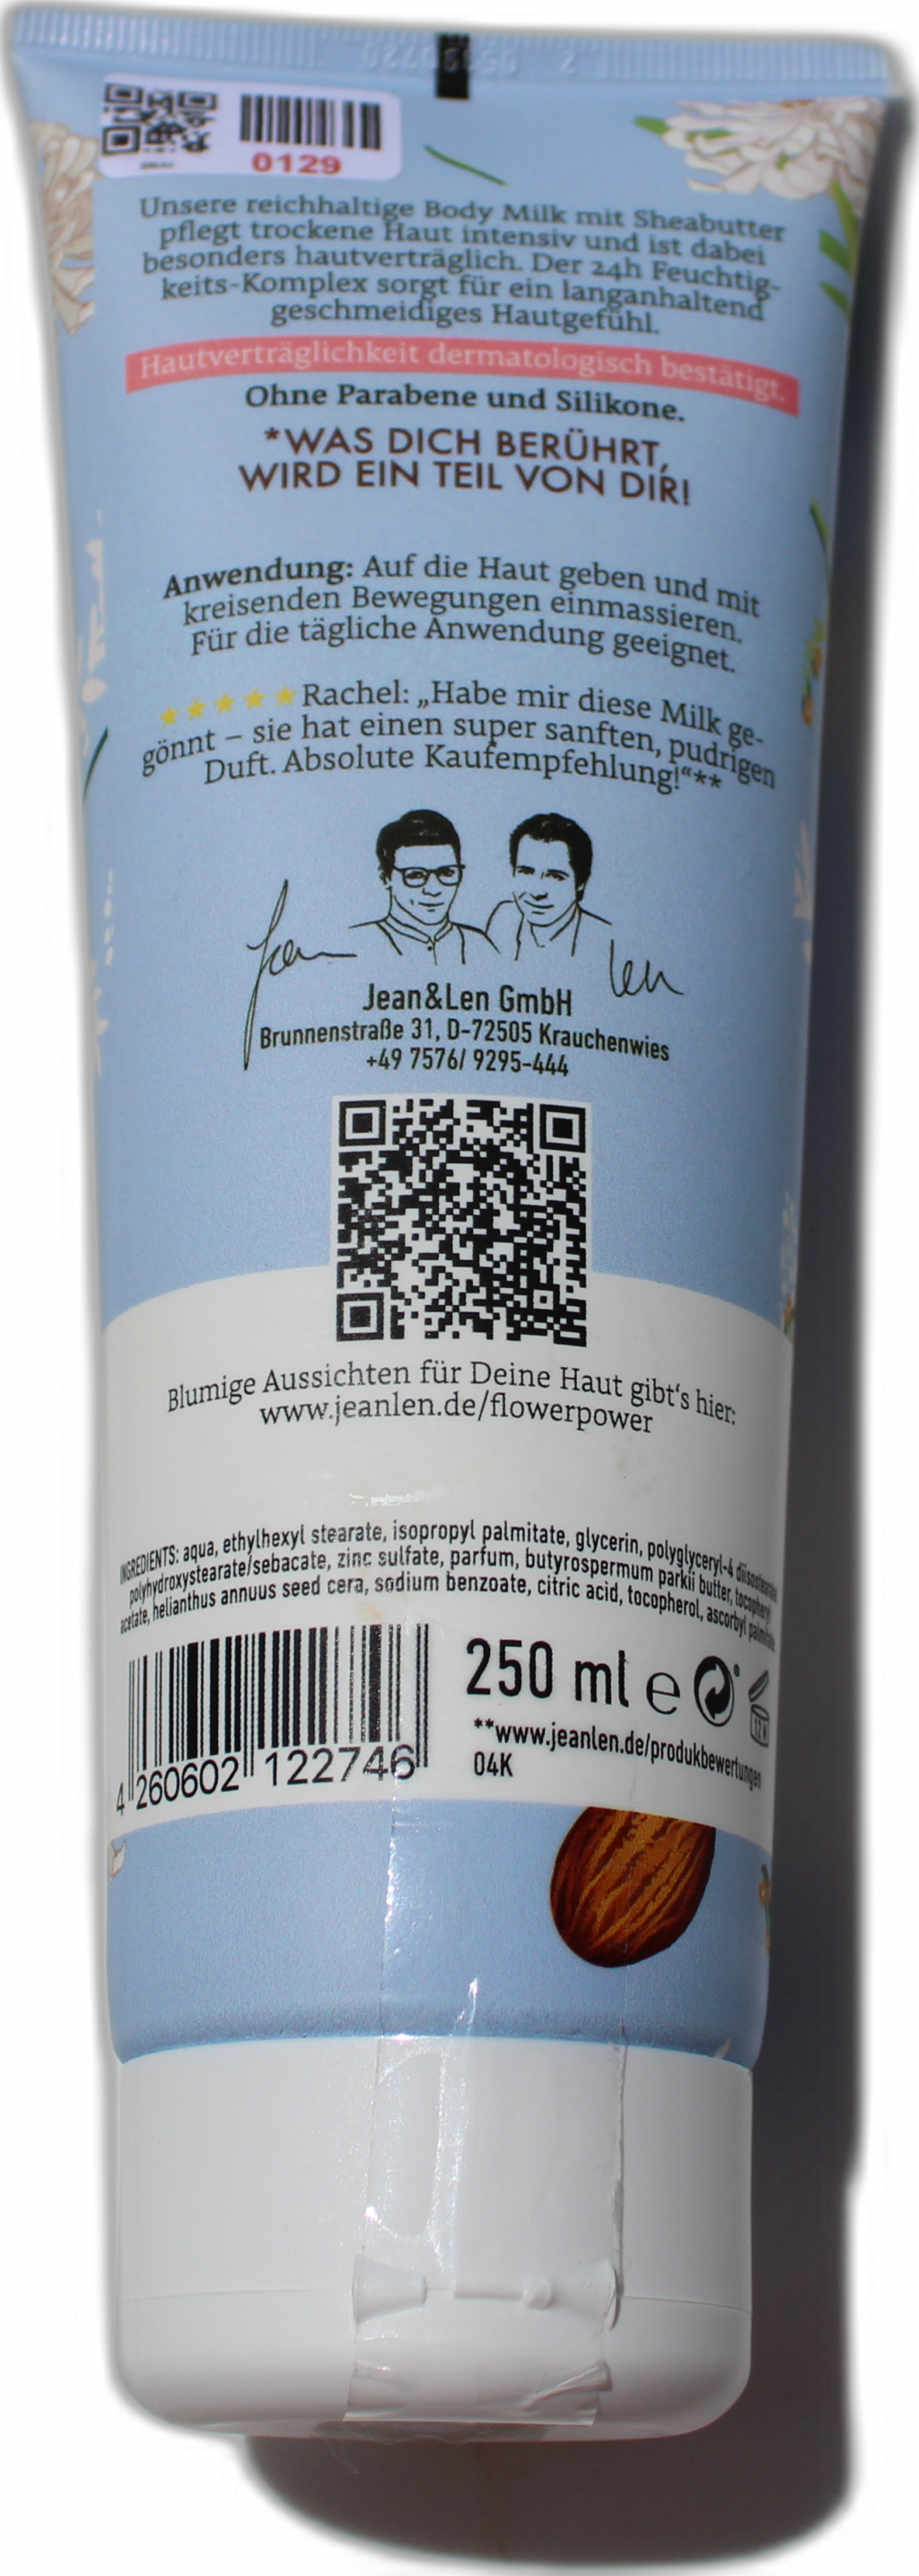 0129
Unsere reichhaltige Body Milk mit Sheabutter
pflegt trockene Haut intensiv und ist dabei
besonders hautverträglich. Der 24h Feuchtig-
keits-Komplex sorgt für ein langanhaltend
geschmeidiges Hautgefühl.
Hautverträglichkeit dermatologisch bestätigt.
Ohne Parabene und Silikone.
*WAS DICH BERÜHRT,
WIRD EIN TEIL VON DIR!
Anwendung: Auf die Haut geben und mit
kreisenden Bewegungen einmassieren.
Für die tägliche Anwendung geeignet.
Rachel: „Habe mir diese Milk ge-
gönnt – sie hat einen super sanften, pudrigen
Duft. Absolute Kaufempfehlung!“**
Jean Len
Jean&Len GmbH
Brunnenstraße 31, D-72505 Krauchenwies
+49 7576/ 9295-444
Blumige Aussichten für Deine Haut gibt's hier:
www.jeanlen.de/flowerpower
INGREDIENTS: aqua, ethylhexyl stearate, isopropyl palmitate, glycerin, polyglyceryl-4 diisostearate/
polyhydroxystearate/sebacate, zinc sulfate, parfum, butyrospermum parkii butter, tocopheryl
acetate, helianthus annuus seed cera, sodium benzoate, citric acid, tocopherol, ascorbyl palmitate
250 ml e
12 M
**www.jeanlen.de/produkbewertungen
04K
4 260602 122746